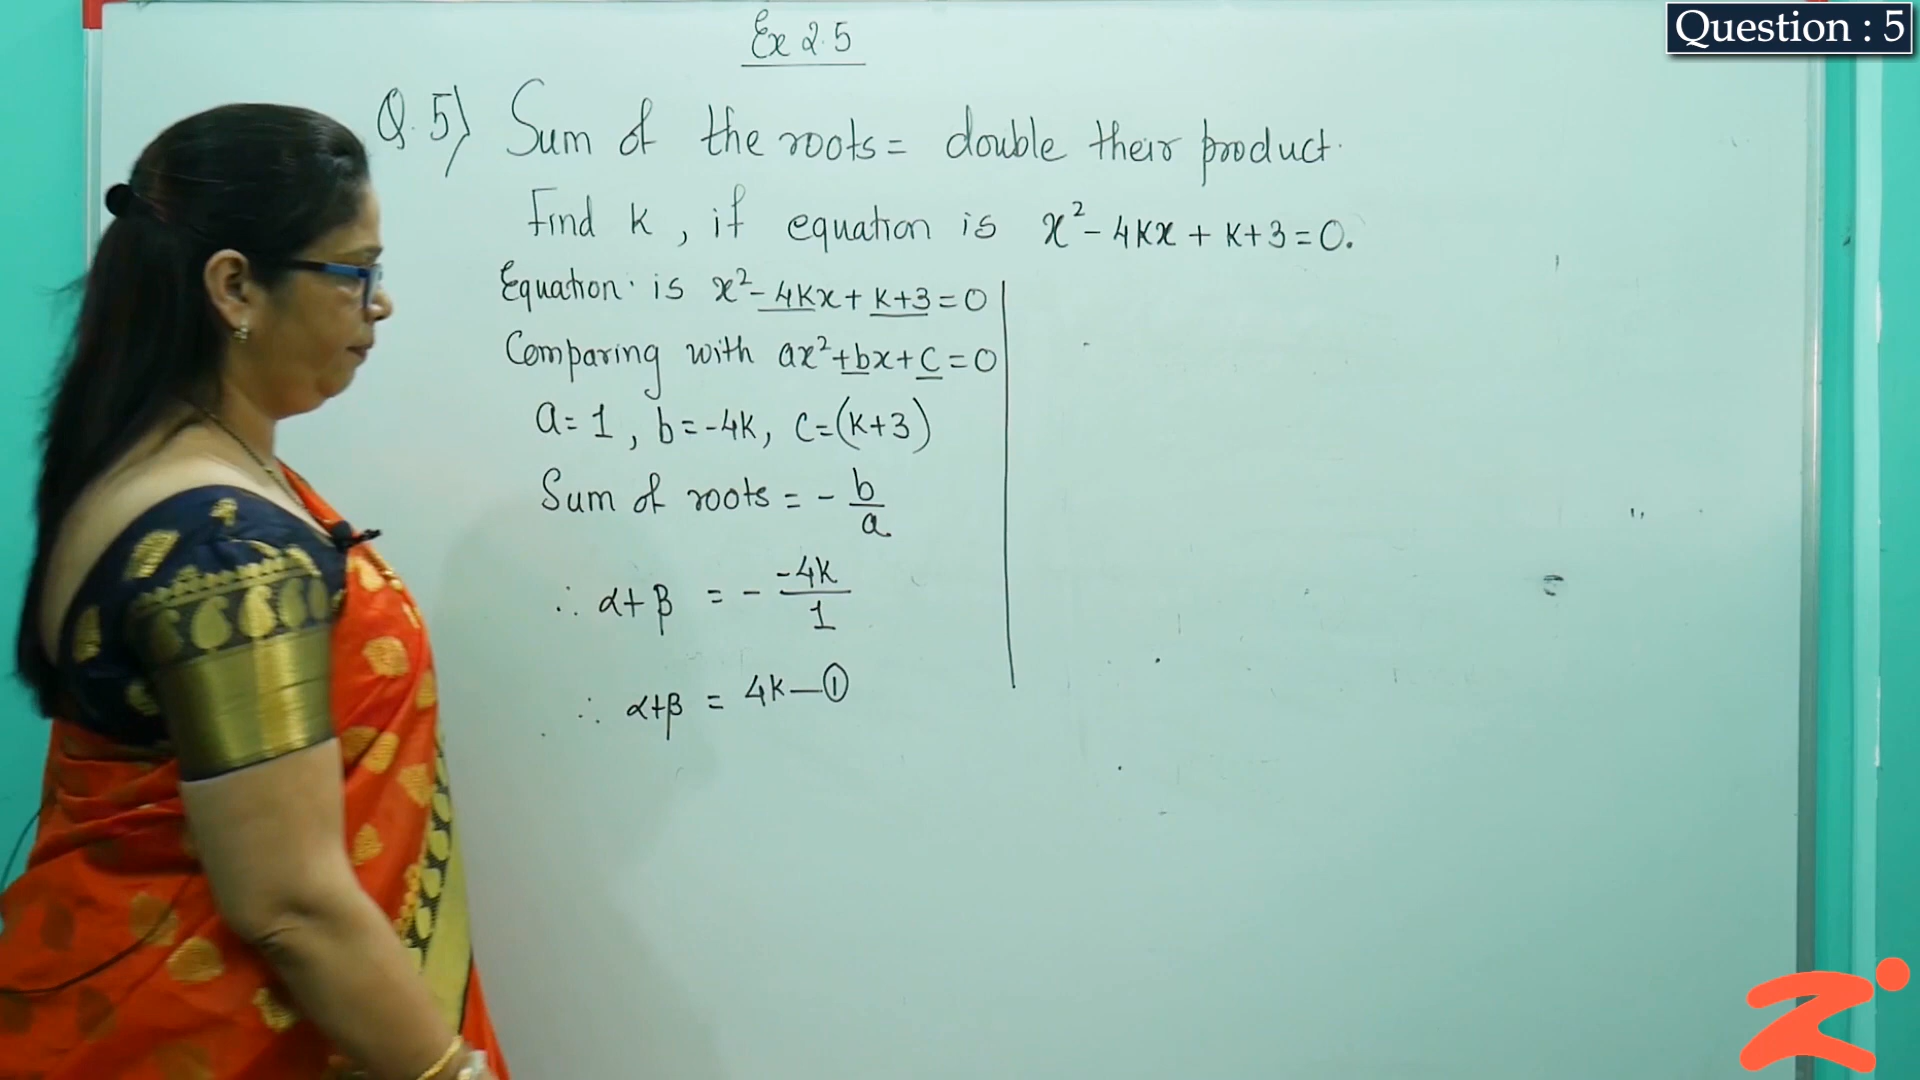 Question : 5
Ex 2.5
Q.5) Sum of the roots = double their product.
Find k, if equation is x² - 4kx + k+3 = 0.
Equation is x² - 4kx + k+3 = 0
Comparing with ax² + bx + c = 0
a = 1, b = -4k, c = (k+3)
Sum of roots = - b/a
∴ α+β = - -4k/1
∴ α+β = 4k — ①